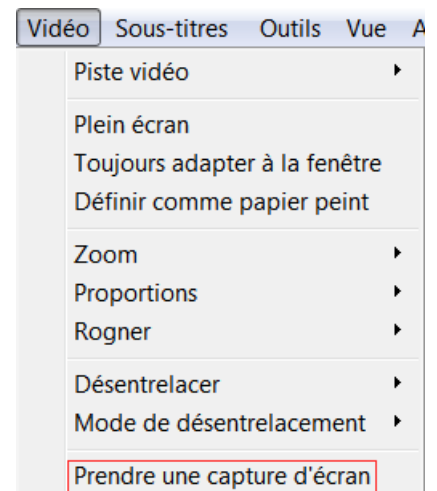 Vidéo Sous-titres Outils Vue
Piste vidéo
Plein écran
Toujours adapter à la fenêtre
Définir comme papier peint
Zoom
Proportions
Rogner
Désentrelacer
Mode de désentrelacement
Prendre une capture d'écran